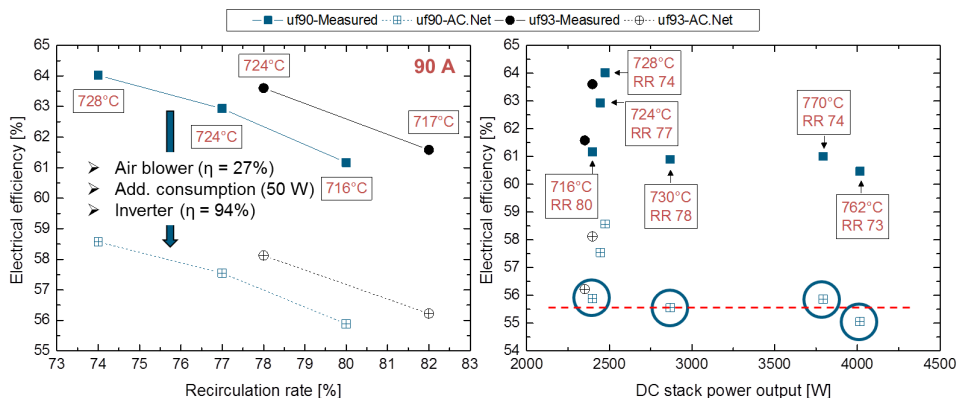 uf90-Measured uf90-AC.Net uf93-Measured uf93-AC.Net
65
64
63
62
61
60
59
58
57
56
55
73 74 75 76 77 78 79 80 81 82 83
Electrical efficiency [%]
Recirculation rate [%]
90 A
728°C
724°C
724°C
717°C
716°C
➢ Air blower (η = 27%)
➢ Add. consumption (50 W)
➢ Inverter (η = 94%)
65
64
63
62
61
60
59
58
57
56
55
54
2000 2500 3000 3500 4000 4500
Electrical efficiency [%]
DC stack power output [W]
728°C
RR 74
724°C
RR 77
716°C
RR 80
730°C
RR 78
770°C
RR 74
762°C
RR 73